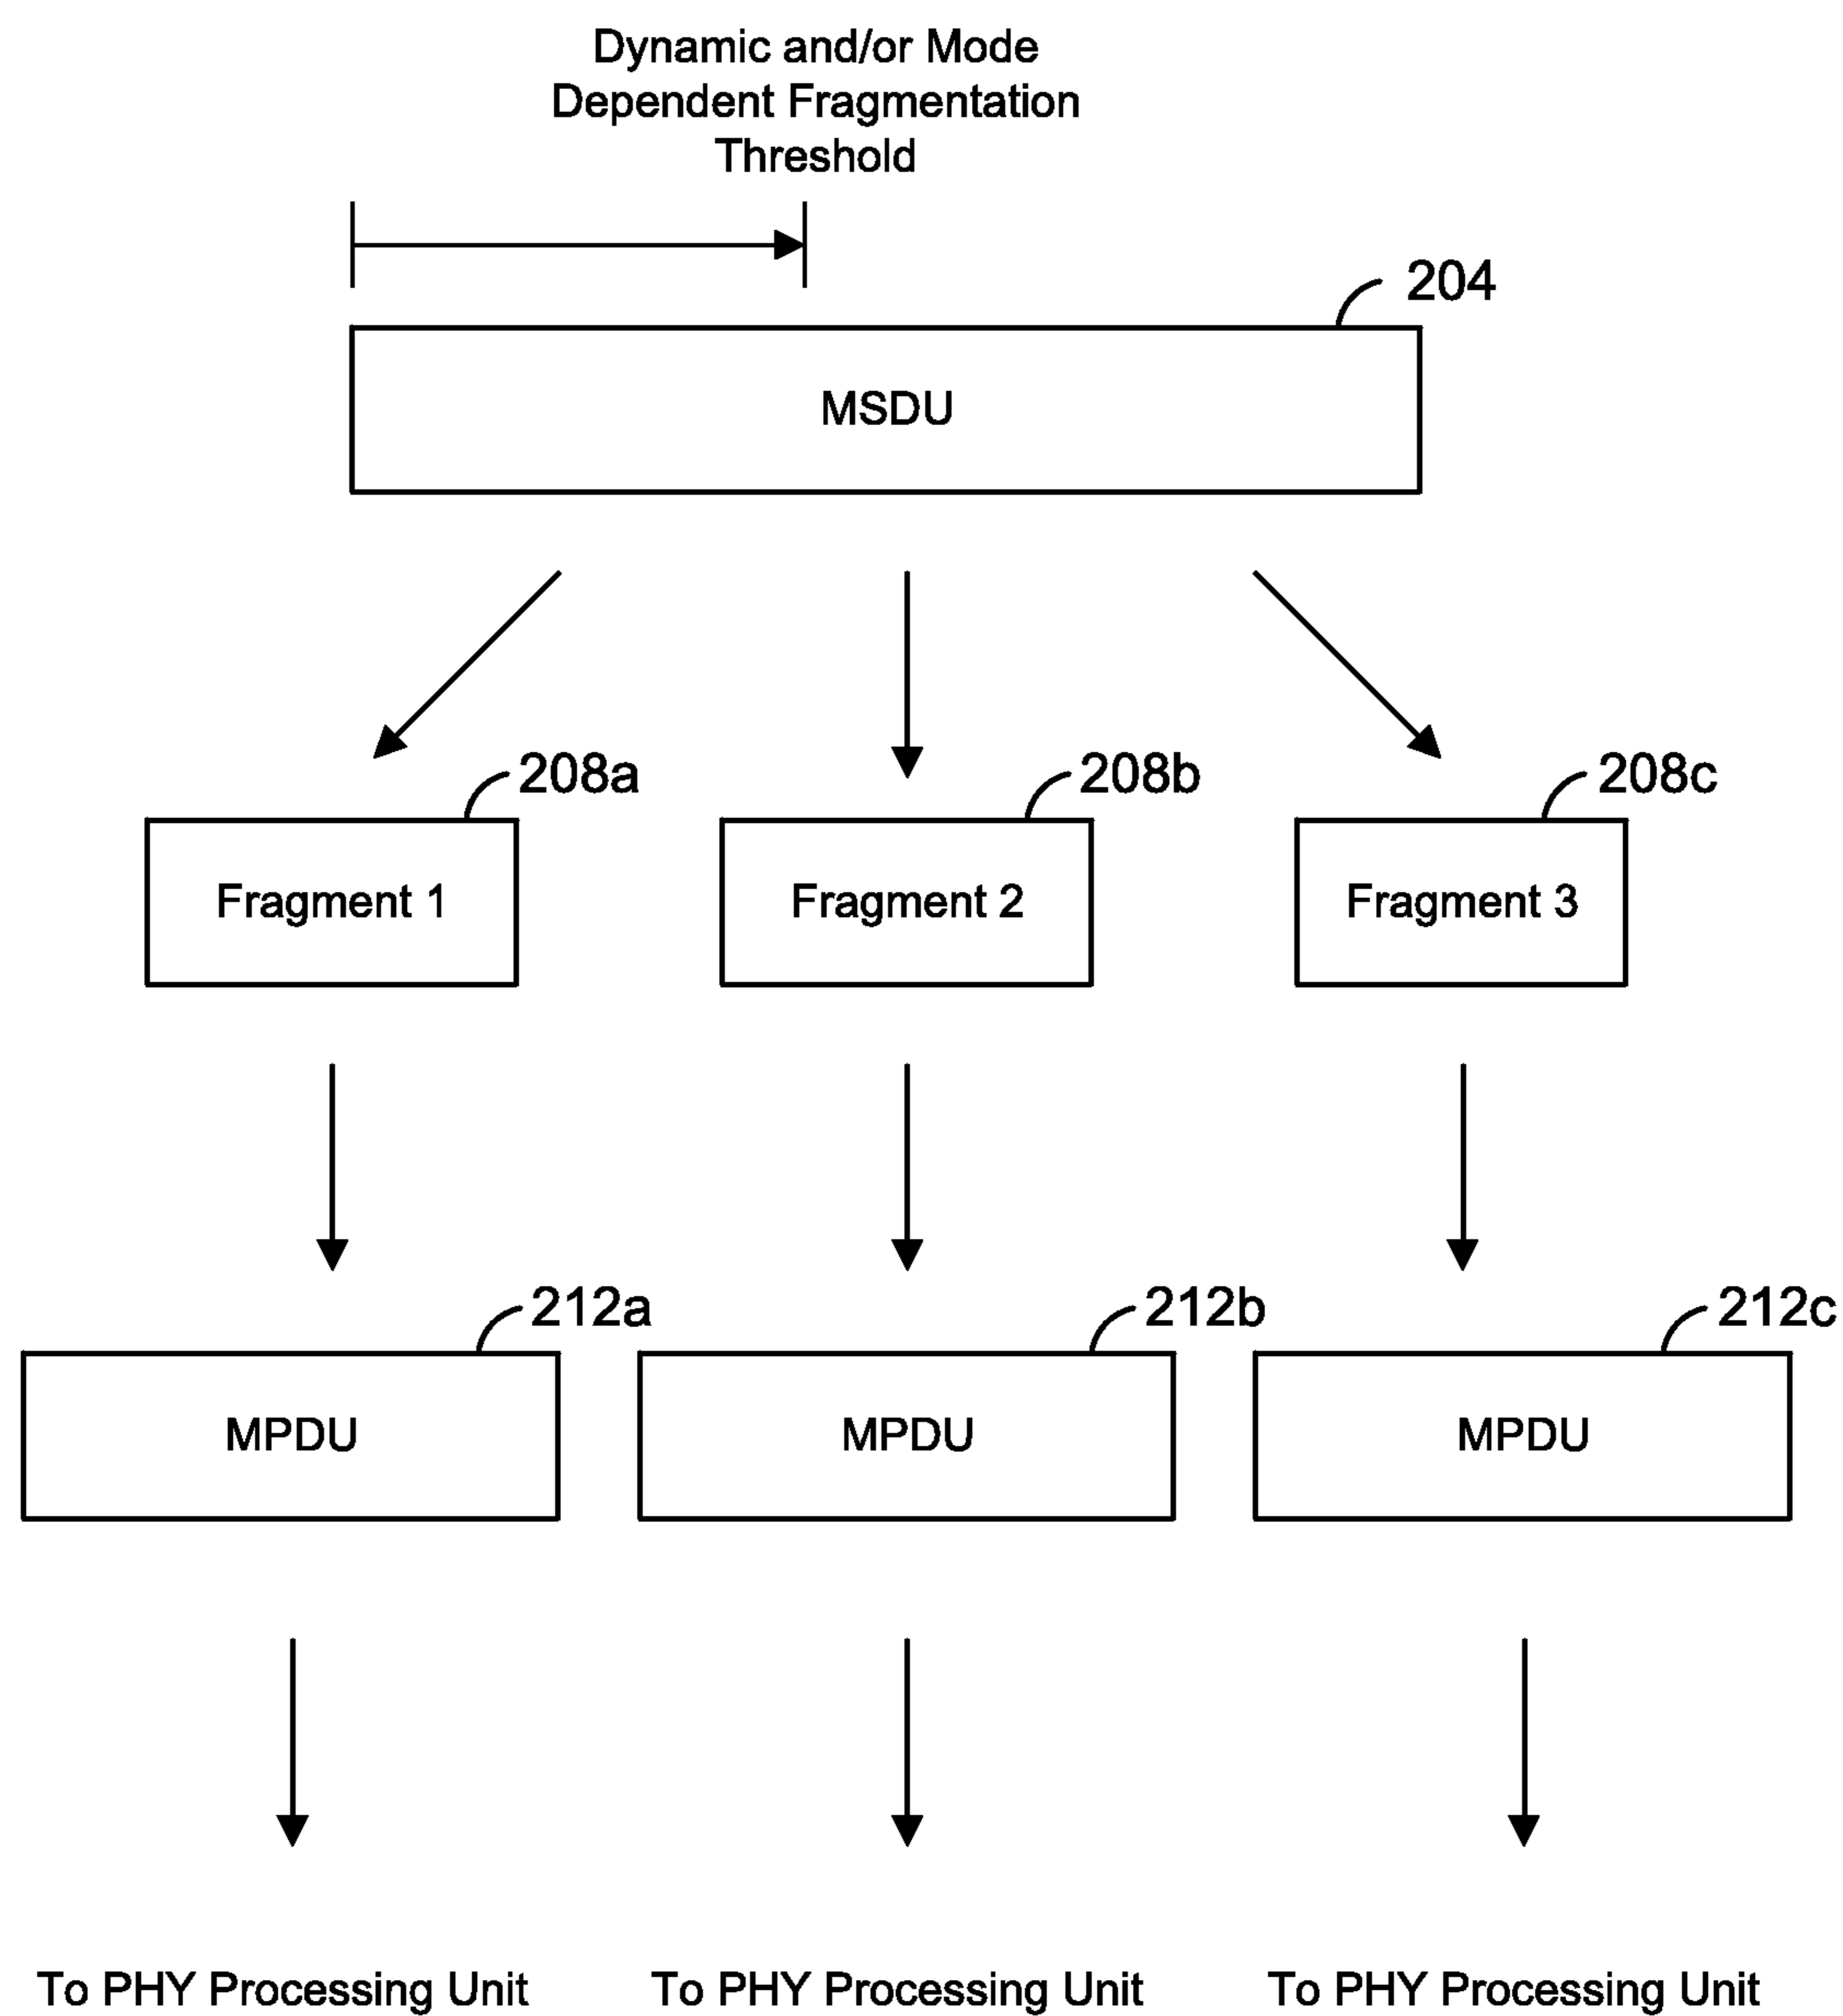 Dynamic and/or Mode
Dependent Fragmentation
Threshold
204
MSDU
208a
208b
208c
Fragment 1
Fragment 2
Fragment 3
212a
212b
212c
MPDU
MPDU
MPDU
To PHY Processing Unit
To PHY Processing Unit
To PHY Processing Unit